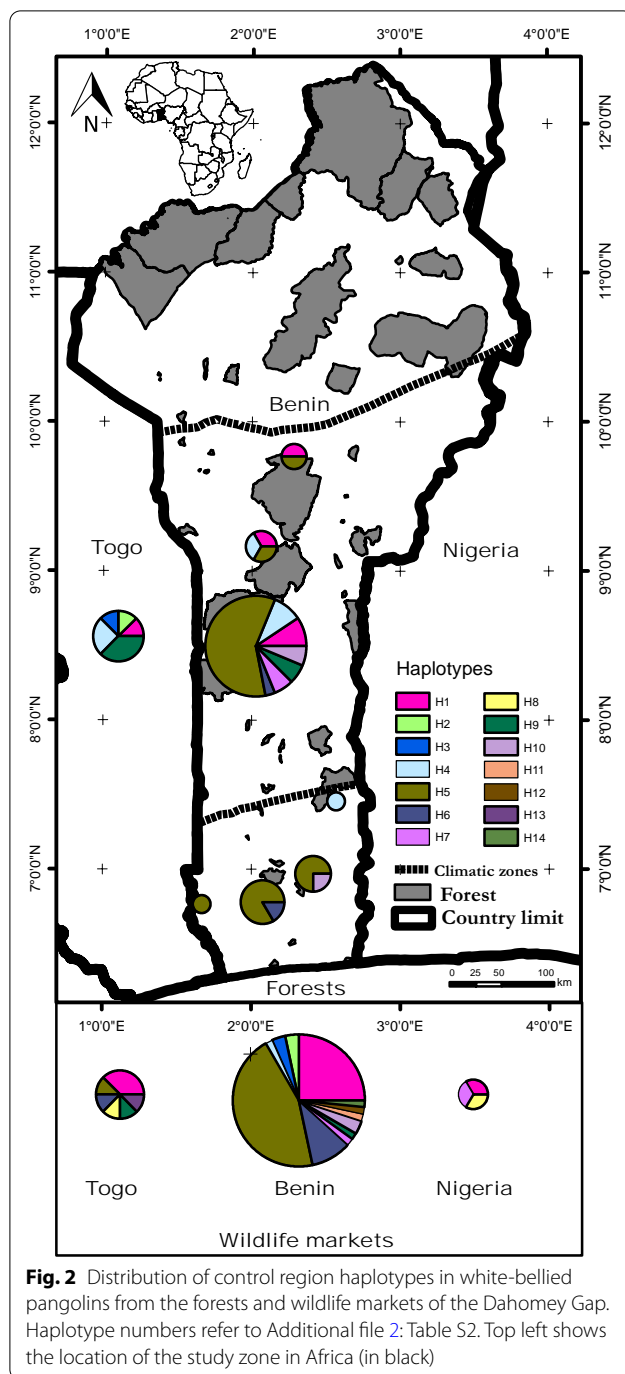 1°0'0"E 2°0'0"E 3°0'0"E 4°0'0"E
N
12°0'0"N 12°0'0"N
11°0'0"N 11°0'0"N
Benin
10°0'0"N 10°0'0"N
Togo
Nigeria
9°0'0"N 9°0'0"N
Haplotypes
H1 H8
H2 H9
H3 H10
8°0'0"N 8°0'0"N
H4 H11
H5 H12
H6 H13
H7 H14
Climatic zones
7°0'0"N 7°0'0"N
Forest
Country limit
0 25 50 100
km
Forests
1°0'0"E 2°0'0"E 3°0'0"E 4°0'0"E
Togo Benin Nigeria
Wildlife markets
Fig. 2 Distribution of control region haplotypes in white-bellied
pangolins from the forests and wildlife markets of the Dahomey Gap.
Haplotype numbers refer to Additional file 2: Table S2. Top left shows
the location of the study zone in Africa (in black)